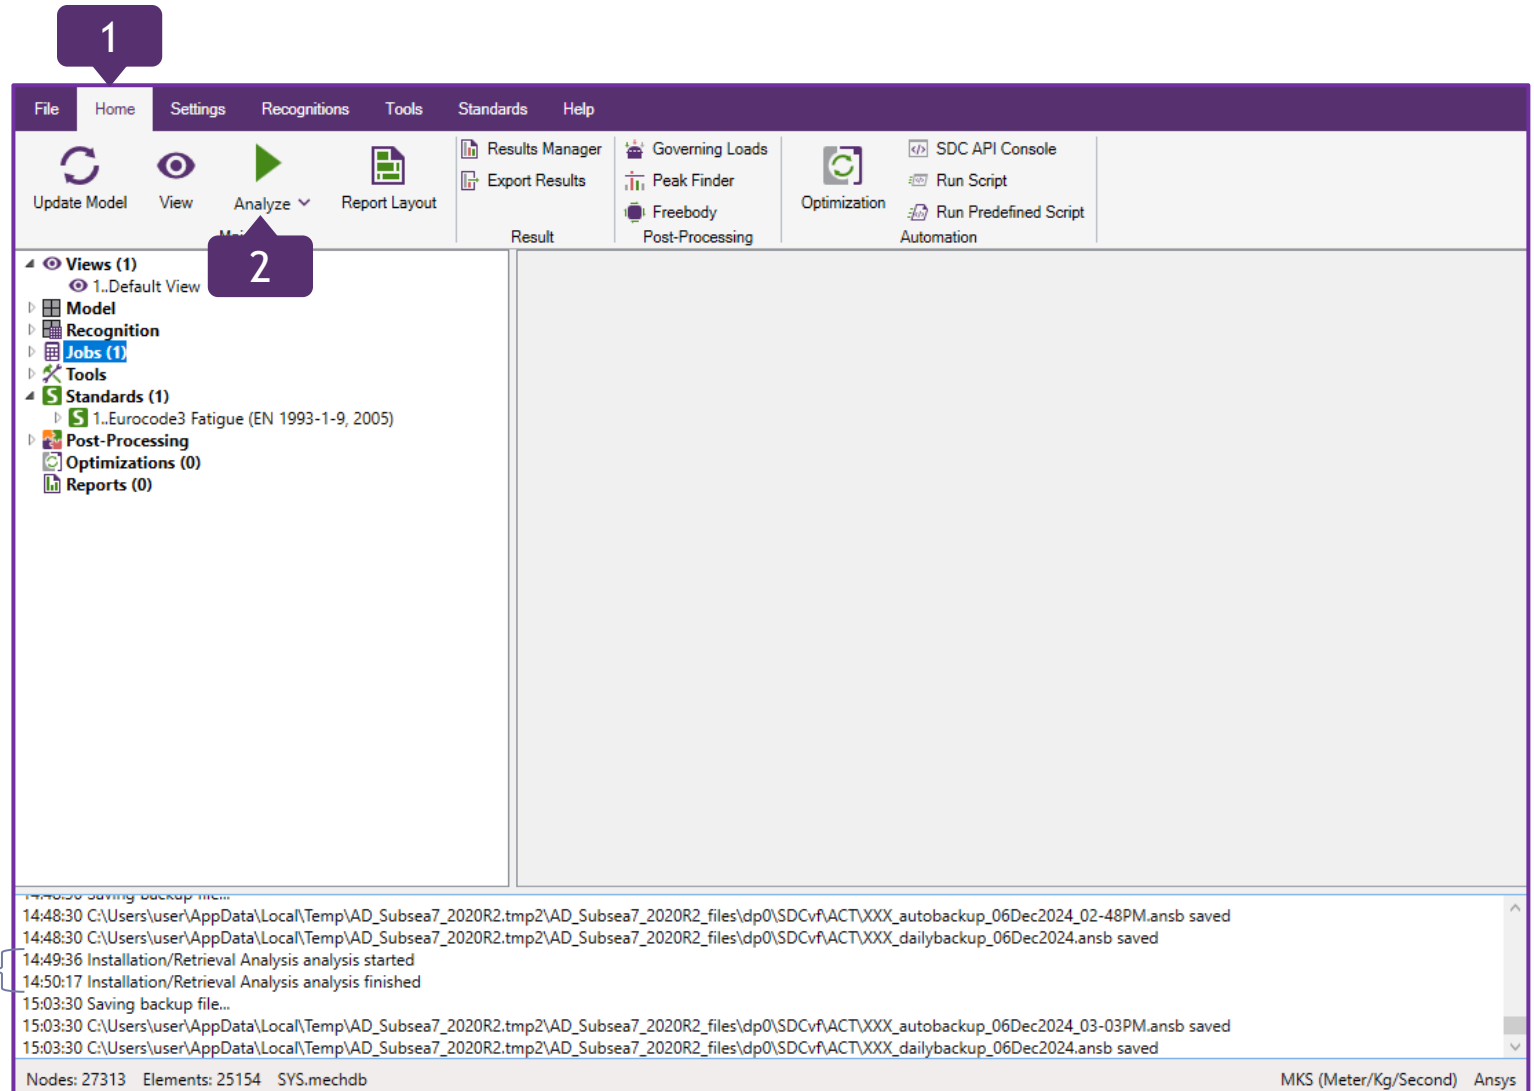 1
File Home Settings Recognitions Tools Standards Help
Results Manager Governing Loads SDC API Console
Export Results Peak Finder Run Script
Update Model View Analyze Report Layout Freebody Optimization Run Predefined Script
Result Post-Processing Automation
2
Views (1)
1..Default View
Model
Recognition
Jobs (1)
Tools
Standards (1)
1..Eurocode3 Fatigue (EN 1993-1-9, 2005)
Post-Processing
Optimizations (0)
Reports (0)
14:48:30 Saving backup file...
14:48:30 C:\Users\user\AppData\Local\Temp\AD_Subsea7_2020R2.tmp2\AD_Subsea7_2020R2_files\dp0\SDCvf\ACT\XXX_autobackup_06Dec2024_02-48PM.ansb saved
14:48:30 C:\Users\user\AppData\Local\Temp\AD_Subsea7_2020R2.tmp2\AD_Subsea7_2020R2_files\dp0\SDCvf\ACT\XXX_dailybackup_06Dec2024.ansb saved
14:49:36 Installation/Retrieval Analysis analysis started
14:50:17 Installation/Retrieval Analysis analysis finished
15:03:30 Saving backup file...
15:03:30 C:\Users\user\AppData\Local\Temp\AD_Subsea7_2020R2.tmp2\AD_Subsea7_2020R2_files\dp0\SDCvf\ACT\XXX_autobackup_06Dec2024_03-03PM.ansb saved
15:03:30 C:\Users\user\AppData\Local\Temp\AD_Subsea7_2020R2.tmp2\AD_Subsea7_2020R2_files\dp0\SDCvf\ACT\XXX_dailybackup_06Dec2024.ansb saved
Nodes: 27313 Elements: 25154 SYS.mechdb MKS (Meter/Kg/Second) Ansys